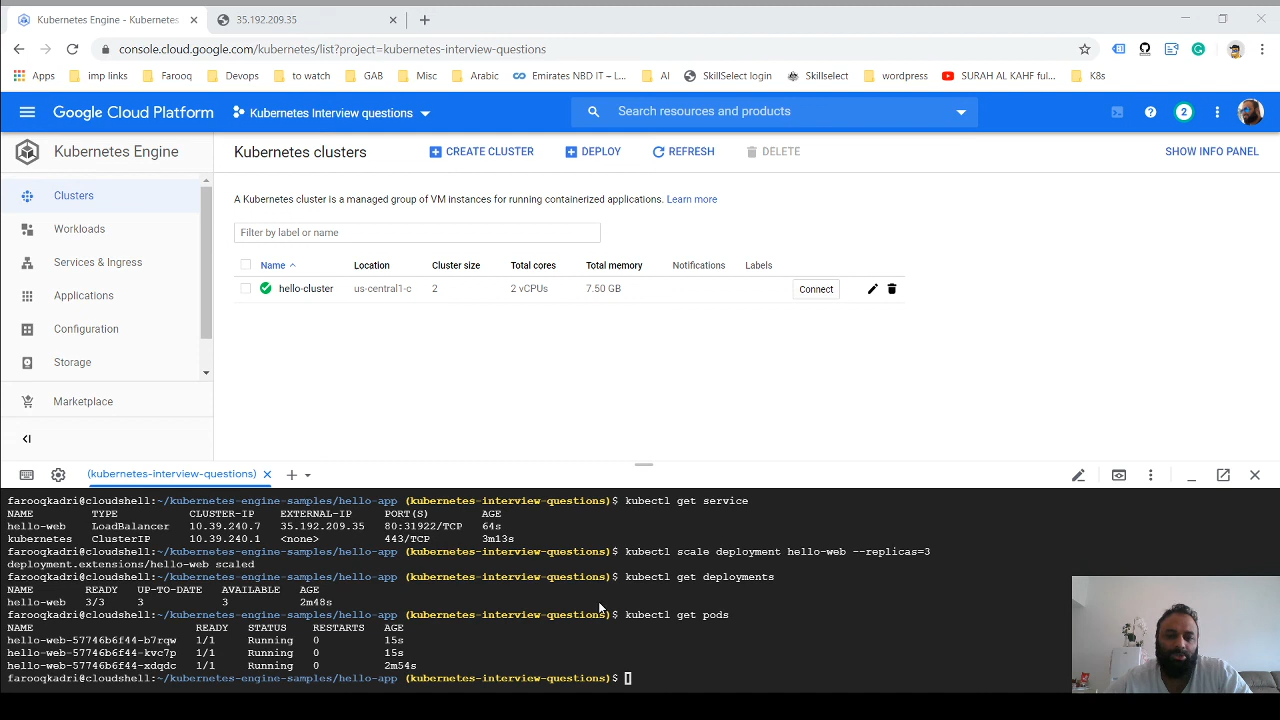 Kubernetes Engine - Kubernetes
35.192.209.35
console.cloud.google.com/kubernetes/list?project=kubernetes-interview-questions
Apps imp links Farooq Devops to watch GAB Misc Arabic Emirates NBD IT – L... AI SkillSelect login Skillselect wordpress SURAH AL KAHF ful... K8s
Google Cloud Platform Kubernetes Interview questions Search resources and products 2
Kubernetes Engine
Kubernetes clusters CREATE CLUSTER DEPLOY REFRESH DELETE SHOW INFO PANEL
Clusters
Workloads
Services & Ingress
Applications
Configuration
Storage
Marketplace
A Kubernetes cluster is a managed group of VM instances for running containerized applications. Learn more
Filter by label or name
Name Location Cluster size Total cores Total memory Notifications Labels
hello-cluster us-central1-c 2 2 vCPUs 7.50 GB Connect
(kubernetes-interview-questions)
farooqkadri@cloudshell:~/kubernetes-engine-samples/hello-app (kubernetes-interview-questions)$ kubectl get service
NAME TYPE CLUSTER-IP EXTERNAL-IP PORT(S) AGE
hello-web LoadBalancer 10.39.240.7 35.192.209.35 80:31922/TCP 64s
kubernetes ClusterIP 10.39.240.1 <none> 443/TCP 3m13s
farooqkadri@cloudshell:~/kubernetes-engine-samples/hello-app (kubernetes-interview-questions)$ kubectl scale deployment hello-web --replicas=3
deployment.extensions/hello-web scaled
farooqkadri@cloudshell:~/kubernetes-engine-samples/hello-app (kubernetes-interview-questions)$ kubectl get deployments
NAME READY UP-TO-DATE AVAILABLE AGE
hello-web 3/3 3 3 2m48s
farooqkadri@cloudshell:~/kubernetes-engine-samples/hello-app (kubernetes-interview-questions)$ kubectl get pods
NAME READY STATUS RESTARTS AGE
hello-web-57746b6f44-b7rqw 1/1 Running 0 15s
hello-web-57746b6f44-kvc7p 1/1 Running 0 15s
hello-web-57746b6f44-xdqdc 1/1 Running 0 2m54s
farooqkadri@cloudshell:~/kubernetes-engine-samples/hello-app (kubernetes-interview-questions)$